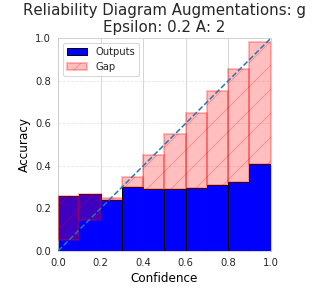 Reliability Diagram Augmentations: g
Epsilon: 0.2 A: 2
Outputs
Gap
Accuracy
1.0
0.8
0.6
0.4
0.2
0.0
0.0 0.2 0.4 0.6 0.8 1.0
Confidence